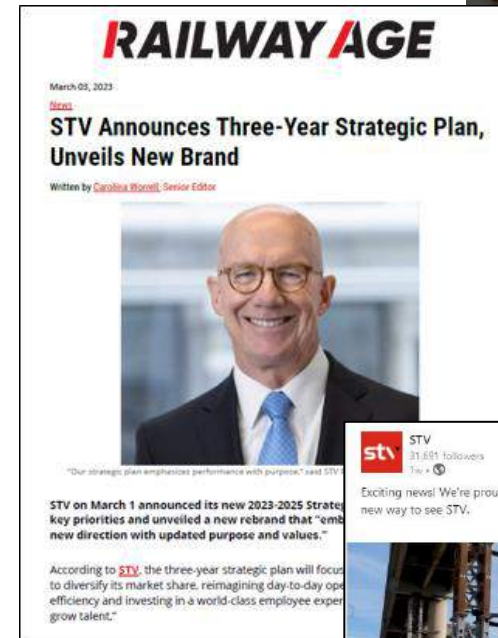 RAILWAY AGE
March 03, 2023
News
STV Announces Three-Year Strategic Plan,
Unveils New Brand
Written by Carolina Worrell, Senior Editor
"Our strategic plan emphasizes performance with purpose," said STV
STV on March 1 announced its new 2023-2025 Strate
key priorities and unveiled a new rebrand that "emb
new direction with updated purpose and values."
According to STV, the three-year strategic plan will focus
to diversify its market share, reimagining day-to-day ope
efficiency and investing in a world-class employee exper
grow talent."
stv
STV
31,691 followers
1w •
Exciting news! We're prou
new way to see STV.